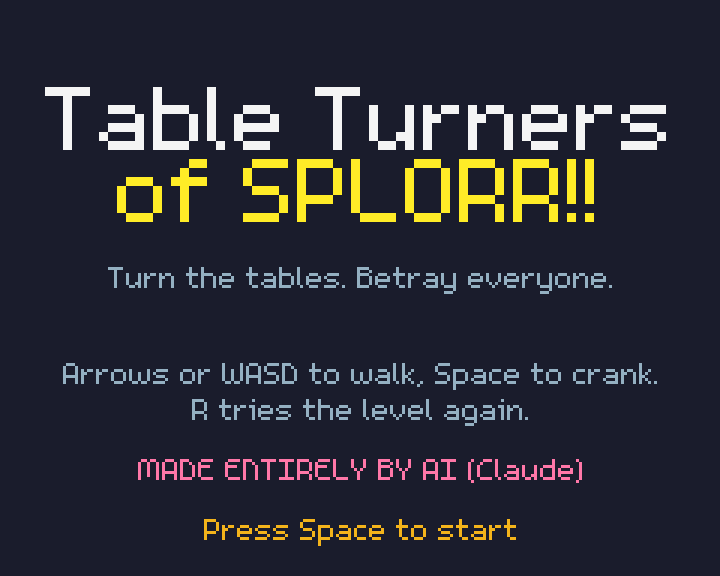 Table Turners
of SPLORR!!
Turn the tables. Betray everyone.
Arrows or WASD to walk, Space to crank.
R tries the level again.
MADE ENTIRELY BY AI (Claude)
Press Space to start